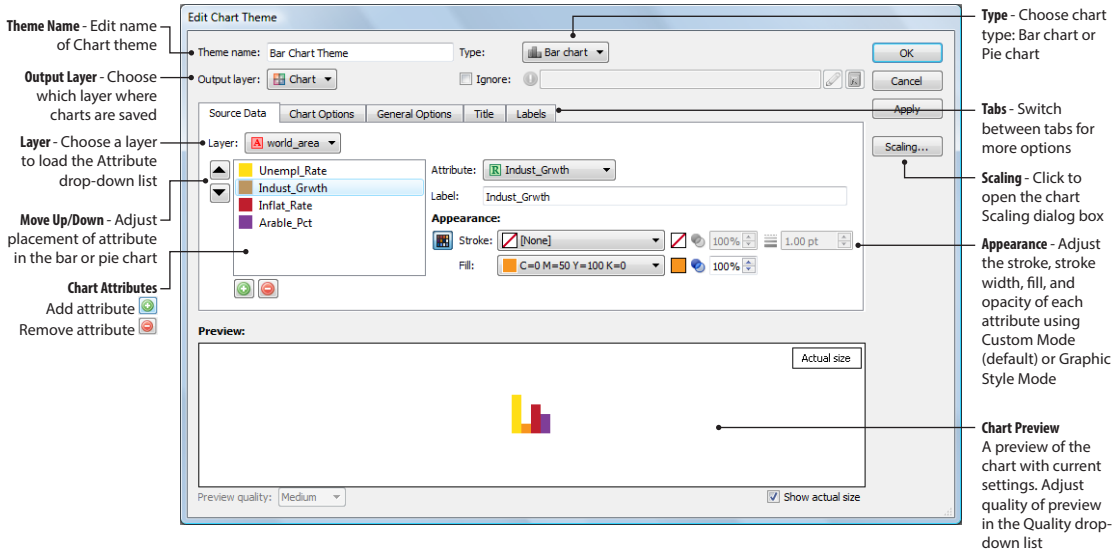 Theme Name - Edit name
of Chart theme
Output Layer - Choose
which layer where
charts are saved
Layer - Choose a layer
to load the Attribute
drop-down list
Move Up/Down - Adjust
placement of attribute
in the bar or pie chart
Chart Attributes
Add attribute
Remove attribute
Edit Chart Theme
Theme name: Bar Chart Theme Type: Bar chart
OK
Output layer: Chart Ignore:
Cancel
Source Data Chart Options General Options Title Labels
Apply
Layer: A world_area
Scaling...
Unempl_Rate
Indust_Grwth
Inflat_Rate
Arable_Pct
Attribute: R Indust_Grwth
Label: Indust_Grwth
Appearance:
Stroke: [None] 100% 1.00 pt
Fill: C=0 M=50 Y=100 K=0 100%
Preview:
Actual size
Preview quality: Medium Show actual size
Type - Choose chart
type: Bar chart or
Pie chart
Tabs - Switch
between tabs for
more options
Scaling - Click to
open the chart
Scaling dialog box
Appearance - Adjust
the stroke, stroke
width, fill, and
opacity of each
attribute using
Custom Mode
(default) or Graphic
Style Mode
Chart Preview
A preview of the
chart with current
settings. Adjust
quality of preview
in the Quality drop-
down list